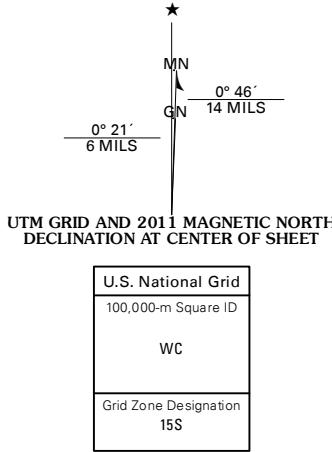 ★
MN
GN
0° 46´
14 MILS
0° 21´
6 MILS
UTM GRID AND 2011 MAGNETIC NORTH
DECLINATION AT CENTER OF SHEET
U.S. National Grid
100,000-m Square ID
WC
Grid Zone Designation
15S